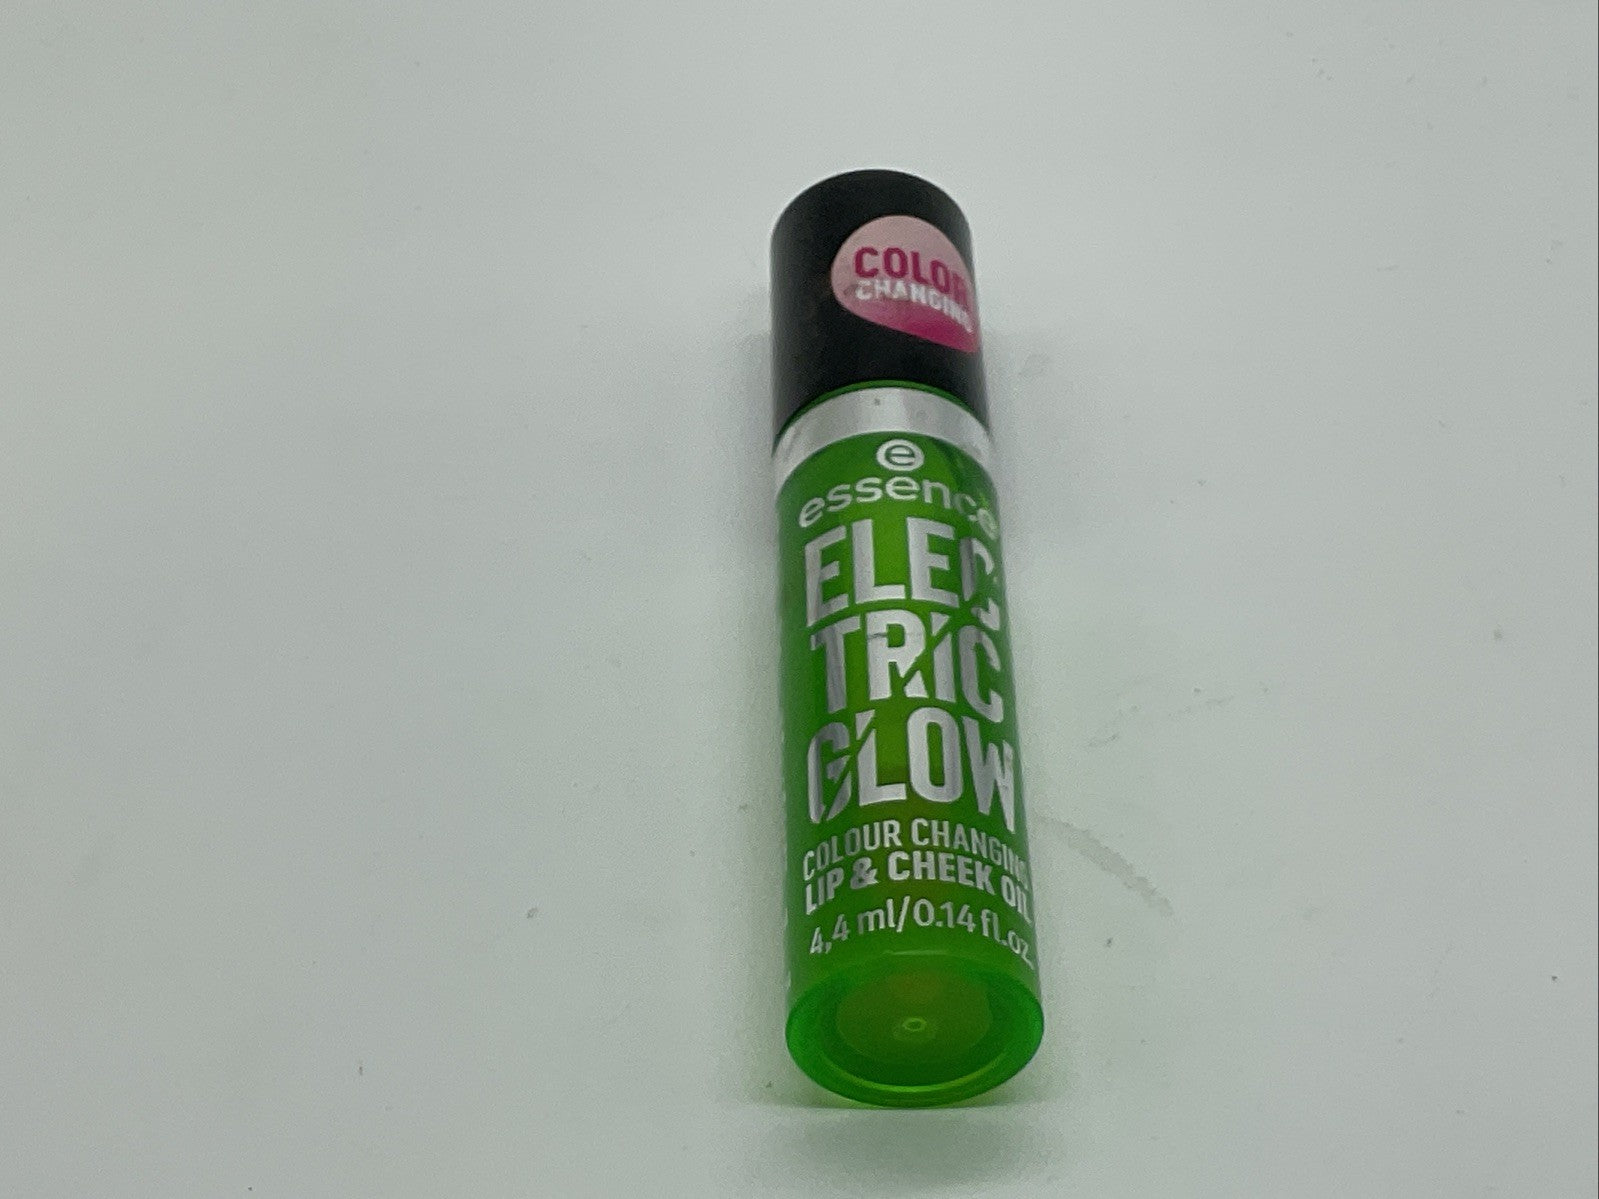 COLOR
CHANGING
e
essence
ELEC
TRIC
GLOW
COLOUR CHANGING
LIP & CHEEK OIL
4,4 ml/0.14 fl.oz.